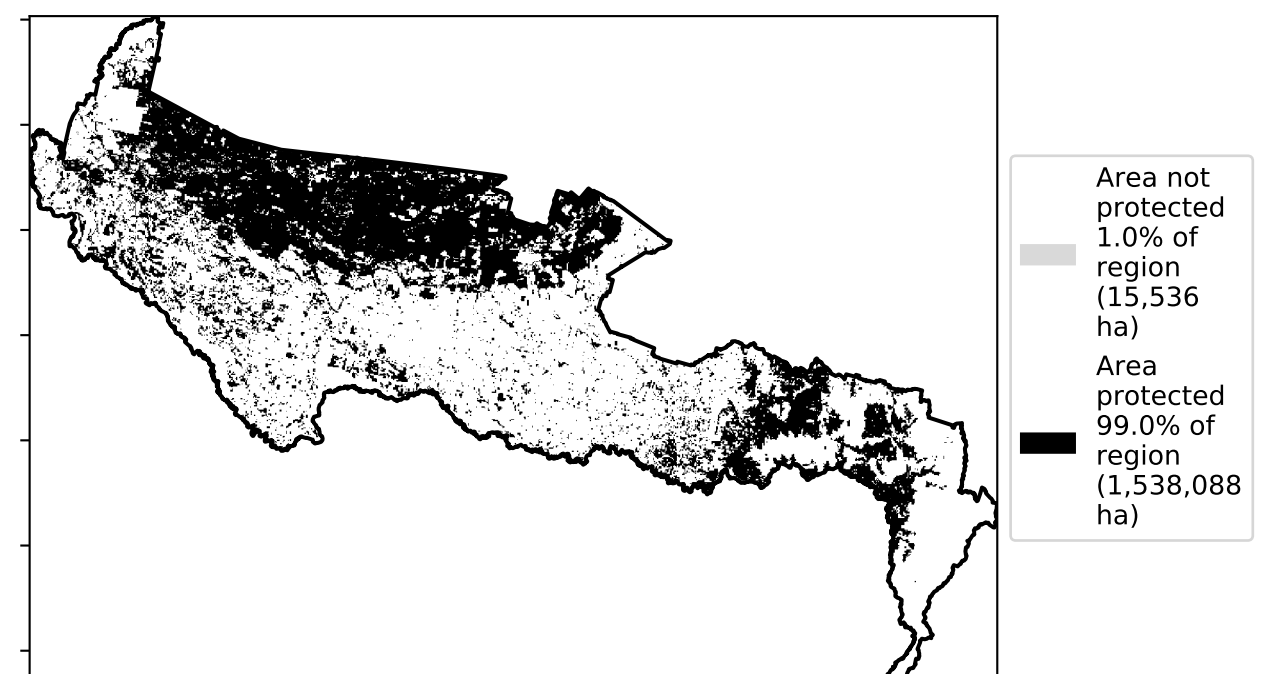 Area not
protected
1.0% of
region
(15,536
ha)
Area
protected
99.0% of
region
(1,538,088
ha)